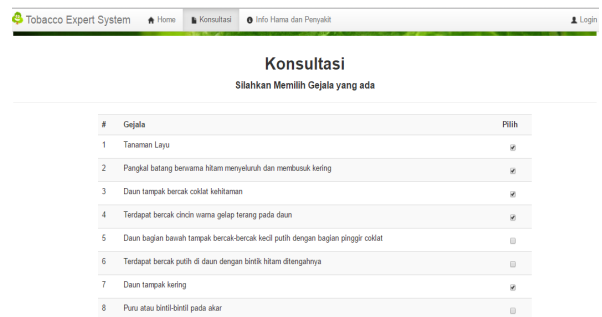 Tobacco Expert System Home Konsultasi Info Hama dan Penyakit Login
Konsultasi
Silahkan Memilih Gejala yang ada
# Gejala Pilih
1 Tanaman Layu
2 Pangkal batang berwarna hitam menyeluruh dan membusuk kering
3 Daun tampak bercak coklat kehitaman
4 Terdapat bercak cincin warna gelap terang pada daun
5 Daun bagian bawah tampak bercak-bercak kecil putih dengan bagian pinggir coklat
6 Terdapat bercak putih di daun dengan bintik hitam ditengahnya
7 Daun tampak kering
8 Puru atau bintil-bintil pada akar